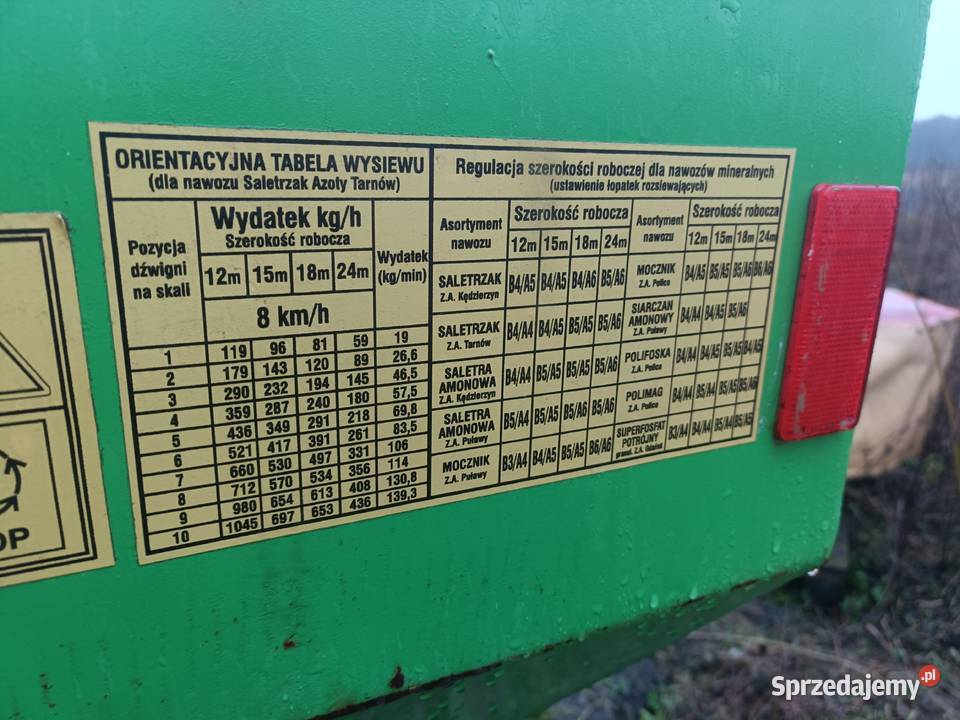 ORIENTACYJNA TABELA WYSIEWU
(dla nawozu Saletrzak Azoty Tarnów)
Pozycja dźwigni na skali
Wydatek kg/h
Szerokość robocza
12m 15m 18m 24m
8 km/h
Wydatek (kg/min)
1 119 96 81 59 19
2 179 143 120 89 26,6
3 290 232 194 145 46,5
4 359 287 240 180 57,5
5 436 349 291 218 69,8
6 521 417 391 261 83,5
7 660 530 497 331 106
8 712 570 534 356 114
9 980 654 613 408 130,8
10 1045 697 653 436 139,3
Regulacja szerokości roboczej dla nawozów mineralnych
(ustawienie łopatek rozsiewających)
Asortyment nawozu
Szerokość robocza
12m 15m 18m 24m
SALETRZAK Z.A. Kędzierzyn B4/A5 B4/A5 B4/A6 B5/A6
SALETRZAK Z.A. Tarnów B4/A4 B4/A5 B5/A5 B5/A6
SALETRA AMONOWA Z.A. Kędzierzyn B4/A4 B5/A5 B5/A5 B5/A6
SALETRA AMONOWA Z.A. Puławy B5/A4 B5/A5 B5/A6 B5/A6
MOCZNIK Z.A. Puławy B3/A4 B4/A5 B5/A5 B6/A6
Asortyment nawozu
Szerokość robocza
12m 15m 18m 24m
MOCZNIK Z.A. Police B4/A5 B5/A5 B5/A6 B6/A6
SIARCZAN AMONOWY Z.A. Puławy B4/A4 B4/A5 B5/A6
POLIFOSKA Z.A. Police B4/A4 B4/A5 B5/A5 B4/A5
POLIMAG Z.A. Police B4/A4 B5/A4 B5/A5 B5/A6
SUPERFOSFAT POTRÓJNY granul. Z.A. Gdańsk B3/A4 B4/A4 B5/A4 B5/A5
OP
Sprzedajemy.pl